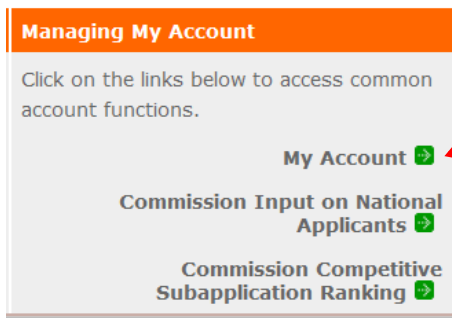 Managing My Account
Click on the links below to access common
account functions.
My Account
Commission Input on National
Applicants
Commission Competitive
Subapplication Ranking